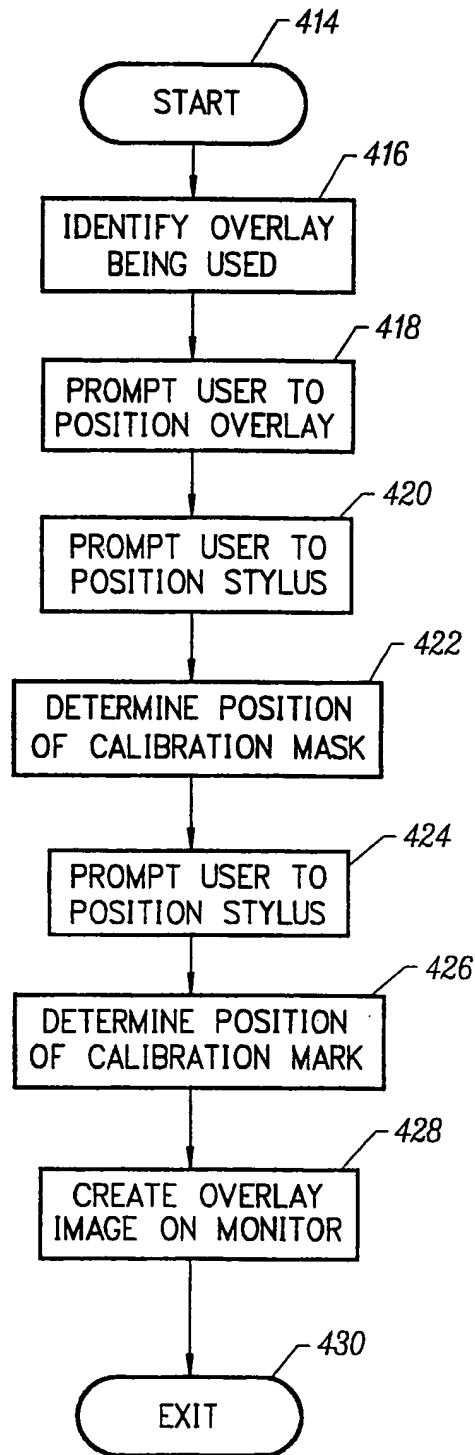 414
START
416
IDENTIFY OVERLAY
BEING USED
418
PROMPT USER TO
POSITION OVERLAY
420
PROMPT USER TO
POSITION STYLUS
422
DETERMINE POSITION
OF CALIBRATION MASK
424
PROMPT USER TO
POSITION STYLUS
426
DETERMINE POSITION
OF CALIBRATION MARK
428
CREATE OVERLAY
IMAGE ON MONITOR
430
EXIT